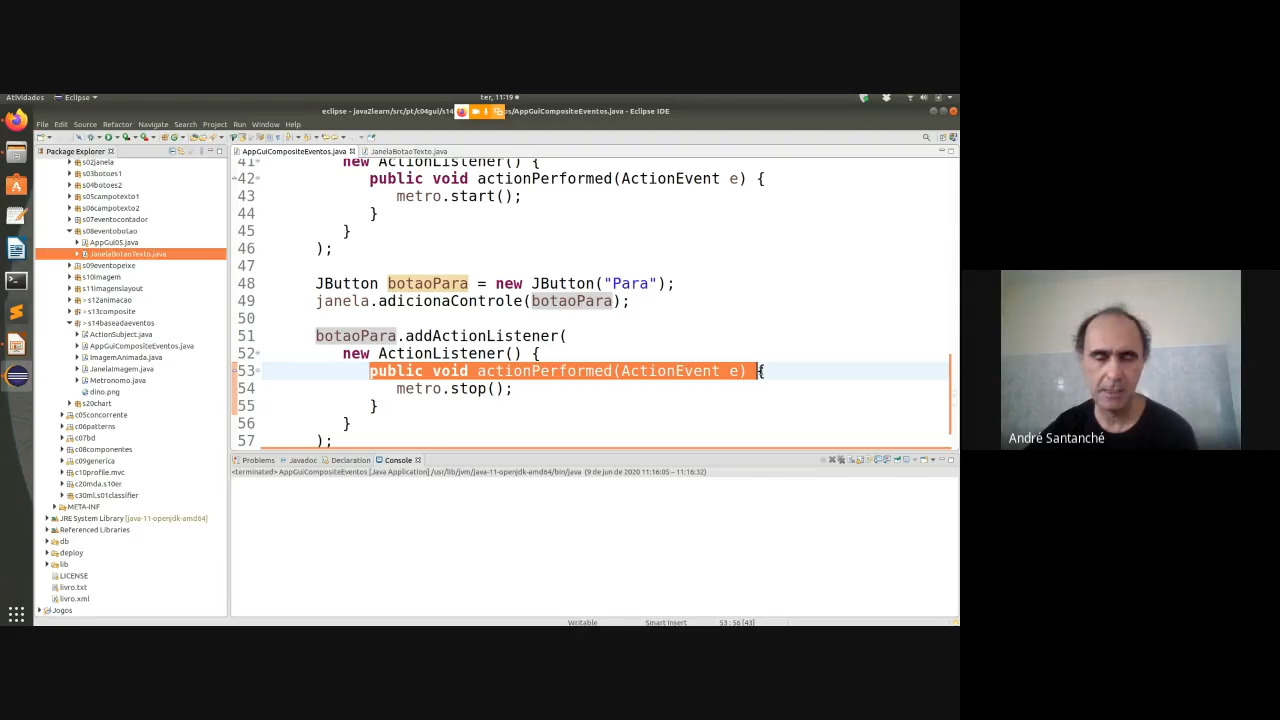 Atividades
Eclipse
ter, 11:19
eclipse - java2learn/src/pt/c04gui/s14
os/AppGuiCompositeEventos.java - Eclipse IDE
File Edit Source Refactor Navigate Search Project Run Window Help
Package Explorer
s02janela
s03botoes1
s04botoes2
s05campotexto1
s06campotexto2
s07eventocontador
s08eventobolao
AppGui05.java
JanelaBotaoTexto.java
s09eventopeixe
s10imagem
s11imagenslayout
> s12animacao
> s13composite
> s14baseadaeventos
ActionSubject.java
AppGuiCompositeEventos.java
ImagemAnimada.java
JanelaImagem.java
Metronomo.java
dino.png
s20chart
c05concorrente
c06patterns
c07bd
c08componentes
c09generica
c10profile.mvc
c20mda.s10er
c30ml.s01classifier
META-INF
JRE System Library [java-11-openjdk-amd64]
Referenced Libraries
db
deploy
lib
LICENSE
livro.txt
livro.xml
Jogos
AppGuiCompositeEventos.java
JanelaBotaoTexto.java
41 new ActionListener() {
42 public void actionPerformed(ActionEvent e) {
43 metro.start();
44 }
45 }
46 );
47
48 JButton botaoPara = new JButton("Para");
49 janela.adicionaControle(botaoPara);
50
51 botaoPara.addActionListener(
52 new ActionListener() {
53 public void actionPerformed(ActionEvent e) {
54 metro.stop();
55 }
56 }
57 );
Problems Javadoc Declaration Console
<terminated> AppGuiCompositeEventos [Java Application] /usr/lib/jvm/java-11-openjdk-amd64/bin/java (9 de jun de 2020 11:16:05 – 11:16:32)
Writable
Smart Insert
53 : 56 [43]
André Santanchè